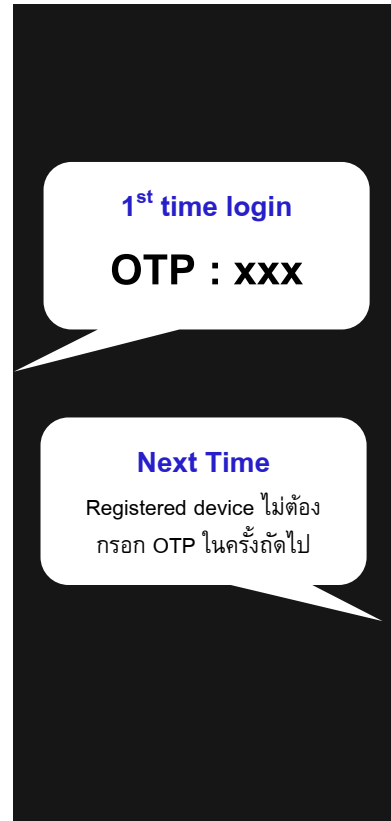 1st time login
OTP : xxx
Next Time
Registered device ไม่ต้อง
กรอก OTP ในครั้งถัดไป